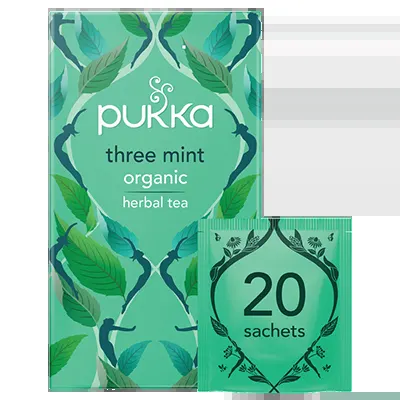 pukka
three mint
organic
herbal tea
20
sachets